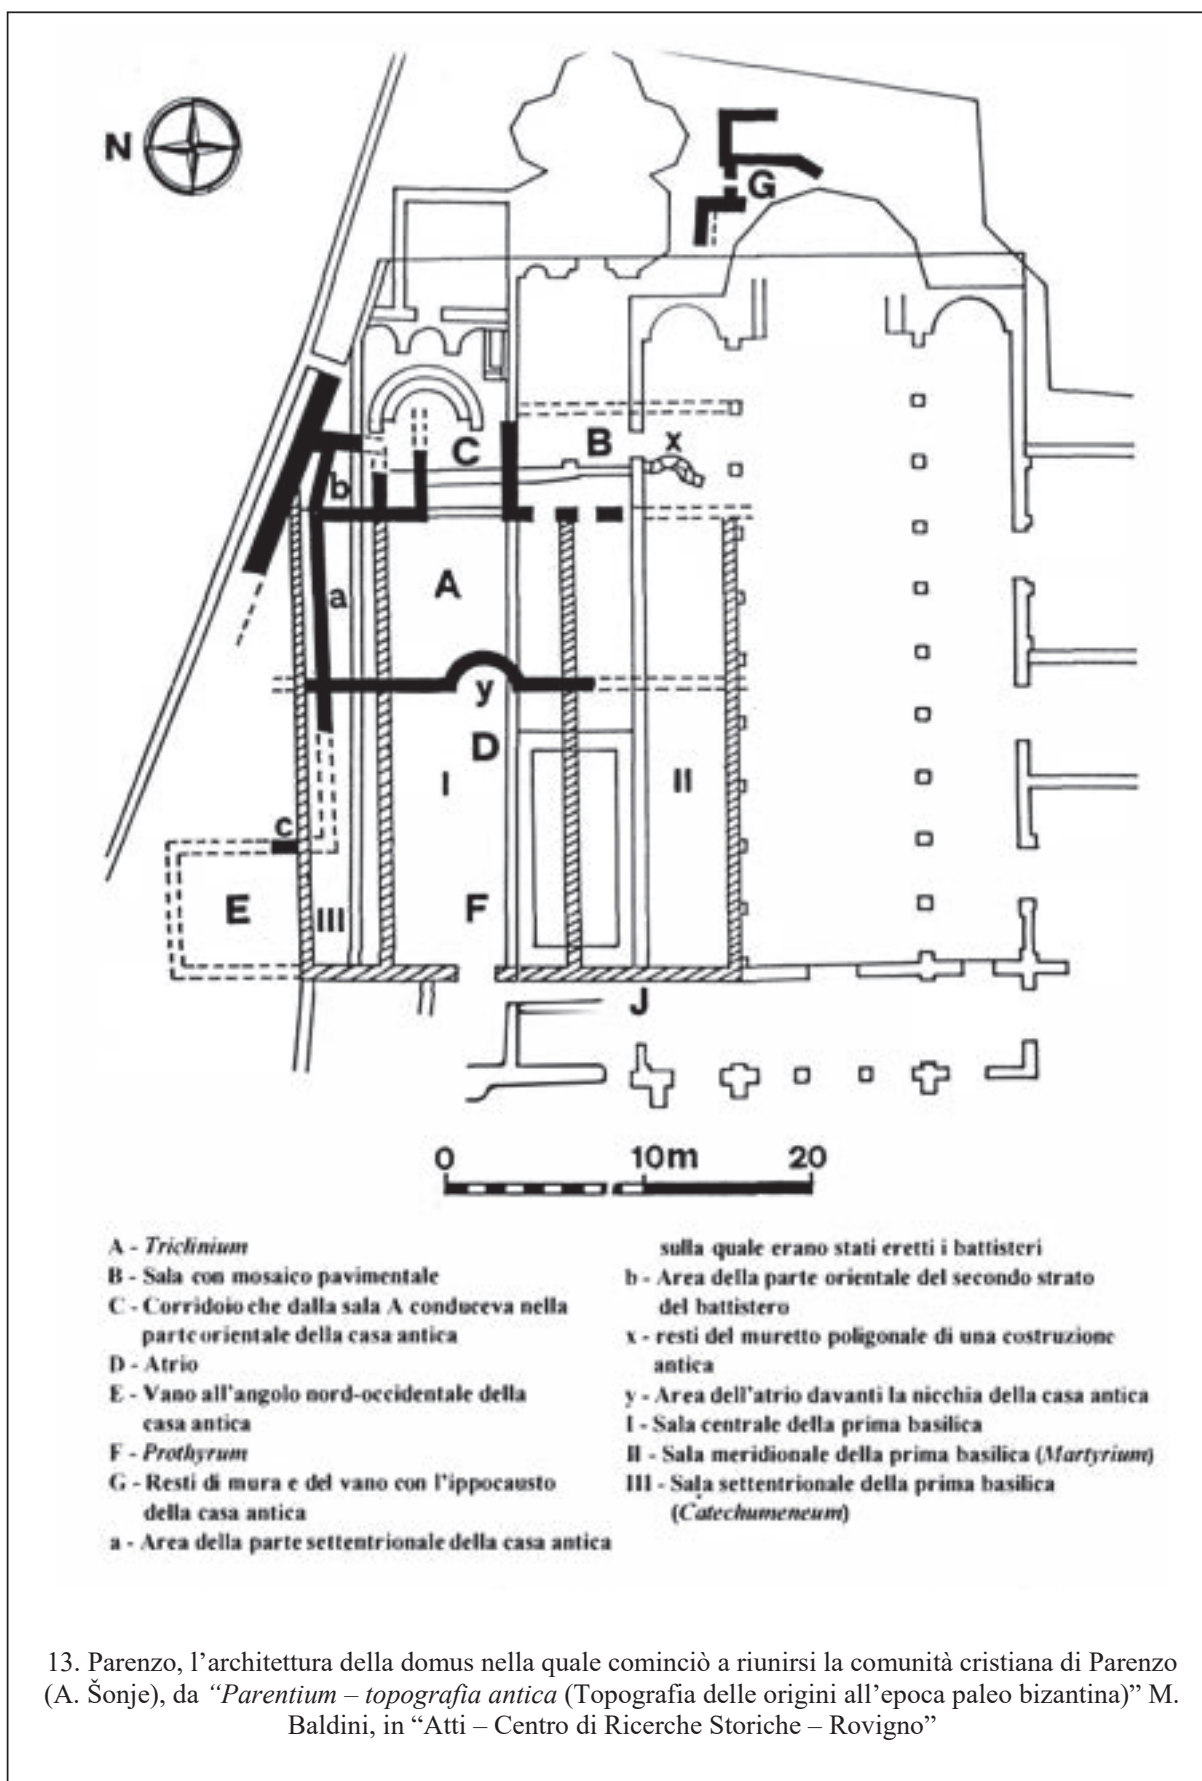 N
G
C
B
x
b
A
a
y
D
I
II
c
E
III
F
J
0 10m 20
A - Triclinium
B - Sala con mosaico pavimentale
C - Corridoio che dalla sala A conduceva nella
parte orientale della casa antica
D - Atrio
E - Vano all'angolo nord-occidentale della
casa antica
F - Prothyrum
G - Resti di mura e del vano con l'ippocausto
della casa antica
a - Area della parte settentrionale della casa antica
sulla quale erano stati eretti i battisteri
b - Area della parte orientale del secondo strato
del battistero
x - resti del muretto poligonale di una costruzione
antica
y - Area dell'atrio davanti la nicchia della casa antica
I - Sala centrale della prima basilica
II - Sala meridionale della prima basilica (Martyrium)
III - Sala settentrionale della prima basilica
(Catechumeneum)
13. Parenzo, l’architettura della domus nella quale cominciò a riunirsi la comunità cristiana di Parenzo
(A. Šonje), da “Parentium – topografia antica (Topografia delle origini all’epoca paleo bizantina)” M.
Baldini, in “Atti – Centro di Ricerche Storiche – Rovigno”